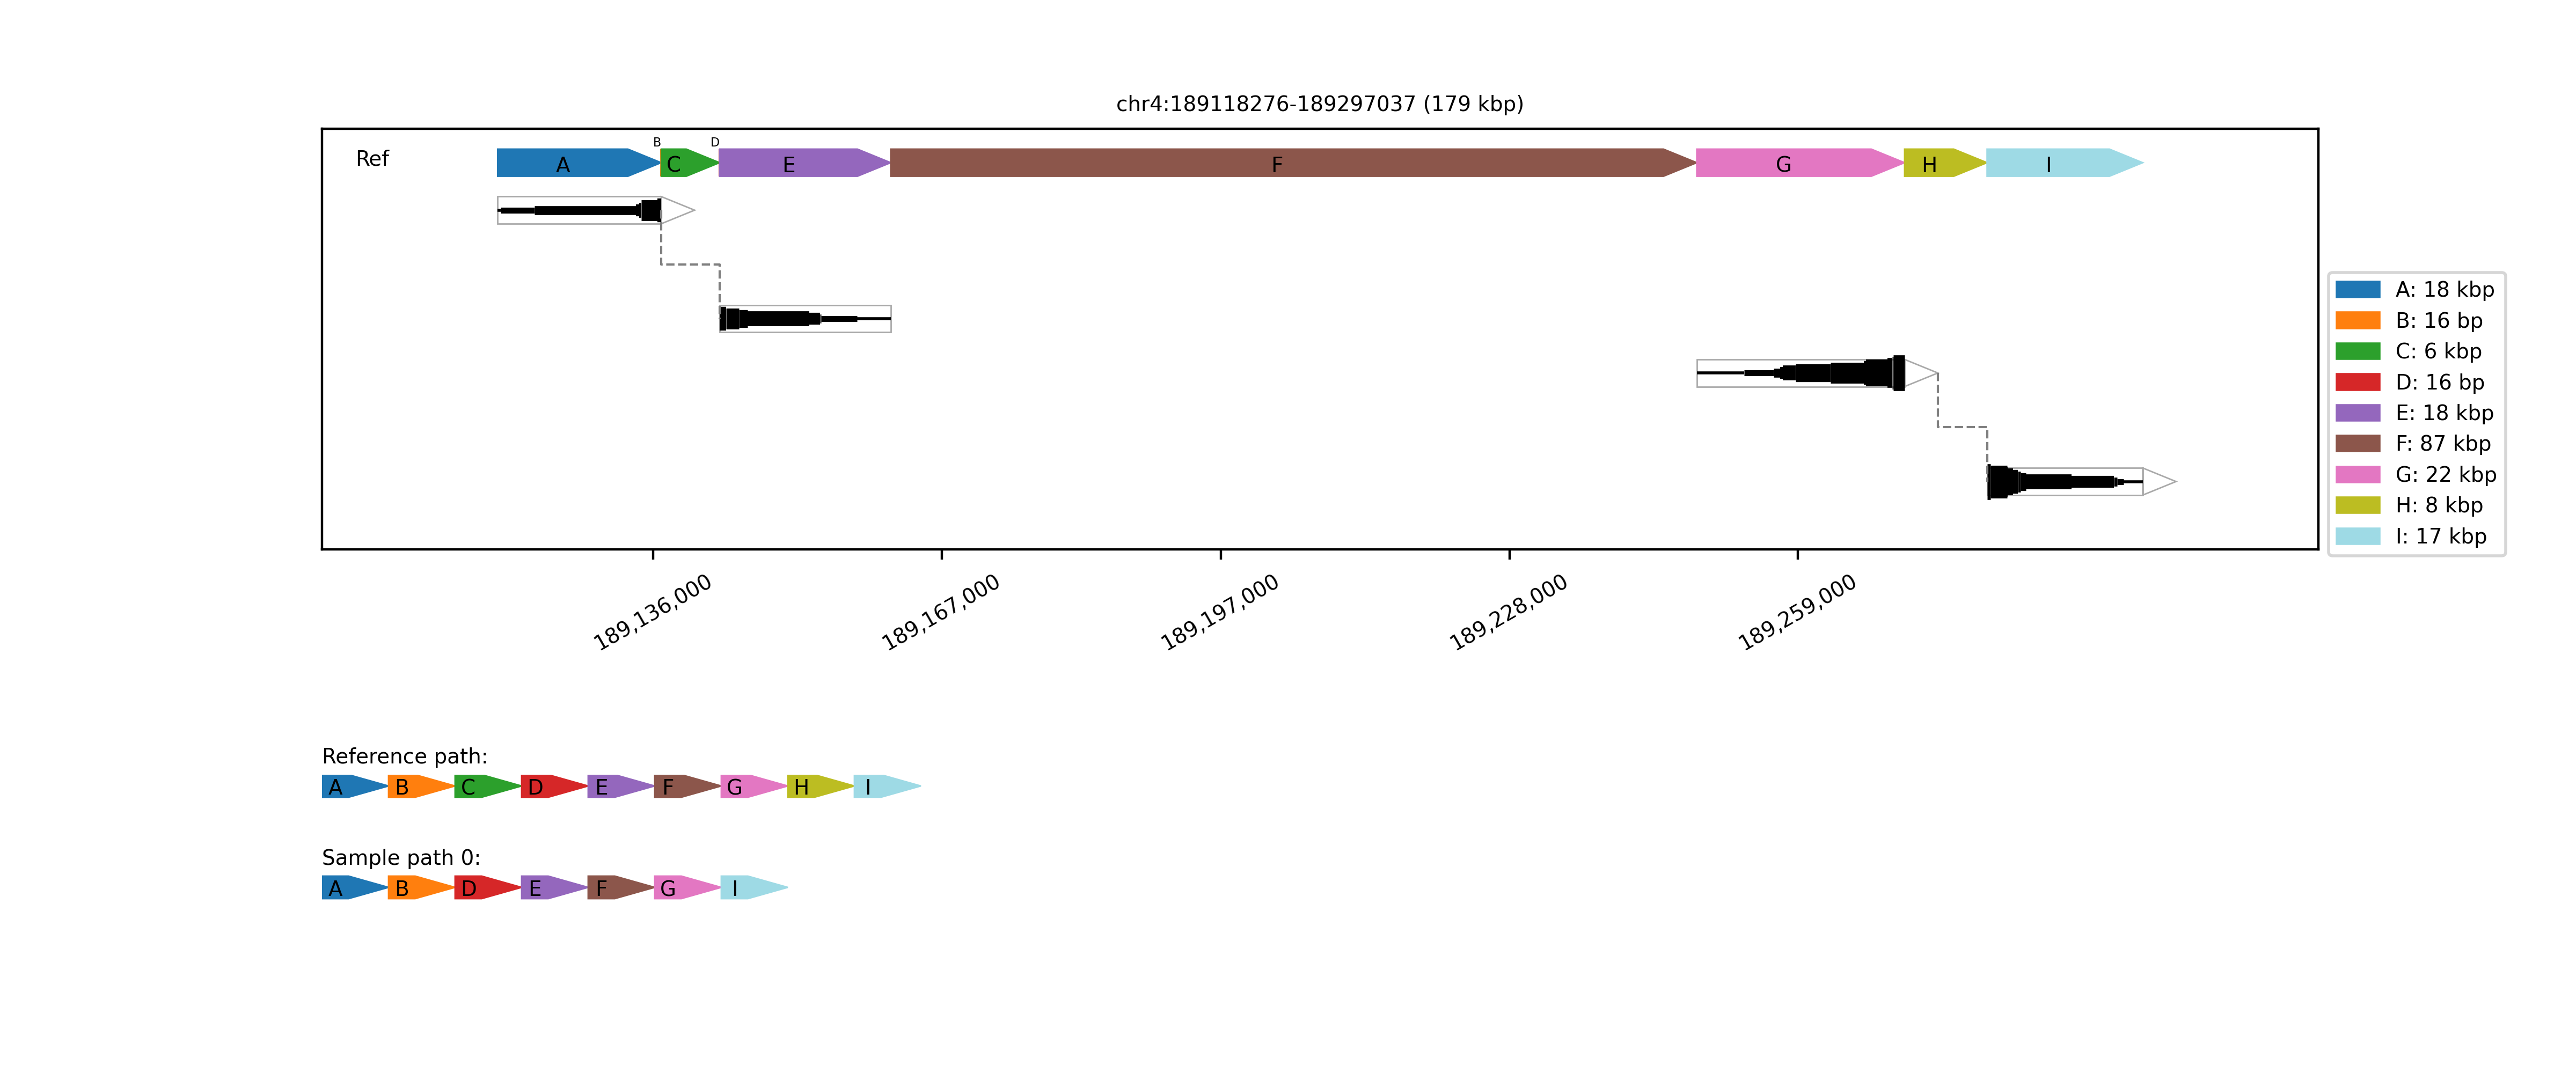 chr4:189118276-189297037 (179 kbp)
B D
Ref A C E F G H I
A: 18 kbp
B: 16 bp
C: 6 kbp
D: 16 bp
E: 18 kbp
F: 87 kbp
G: 22 kbp
H: 8 kbp
I: 17 kbp
189,136,000 189,167,000 189,197,000 189,228,000 189,259,000
Reference path:
A B C D E F G H I
Sample path 0:
A B D E F G I